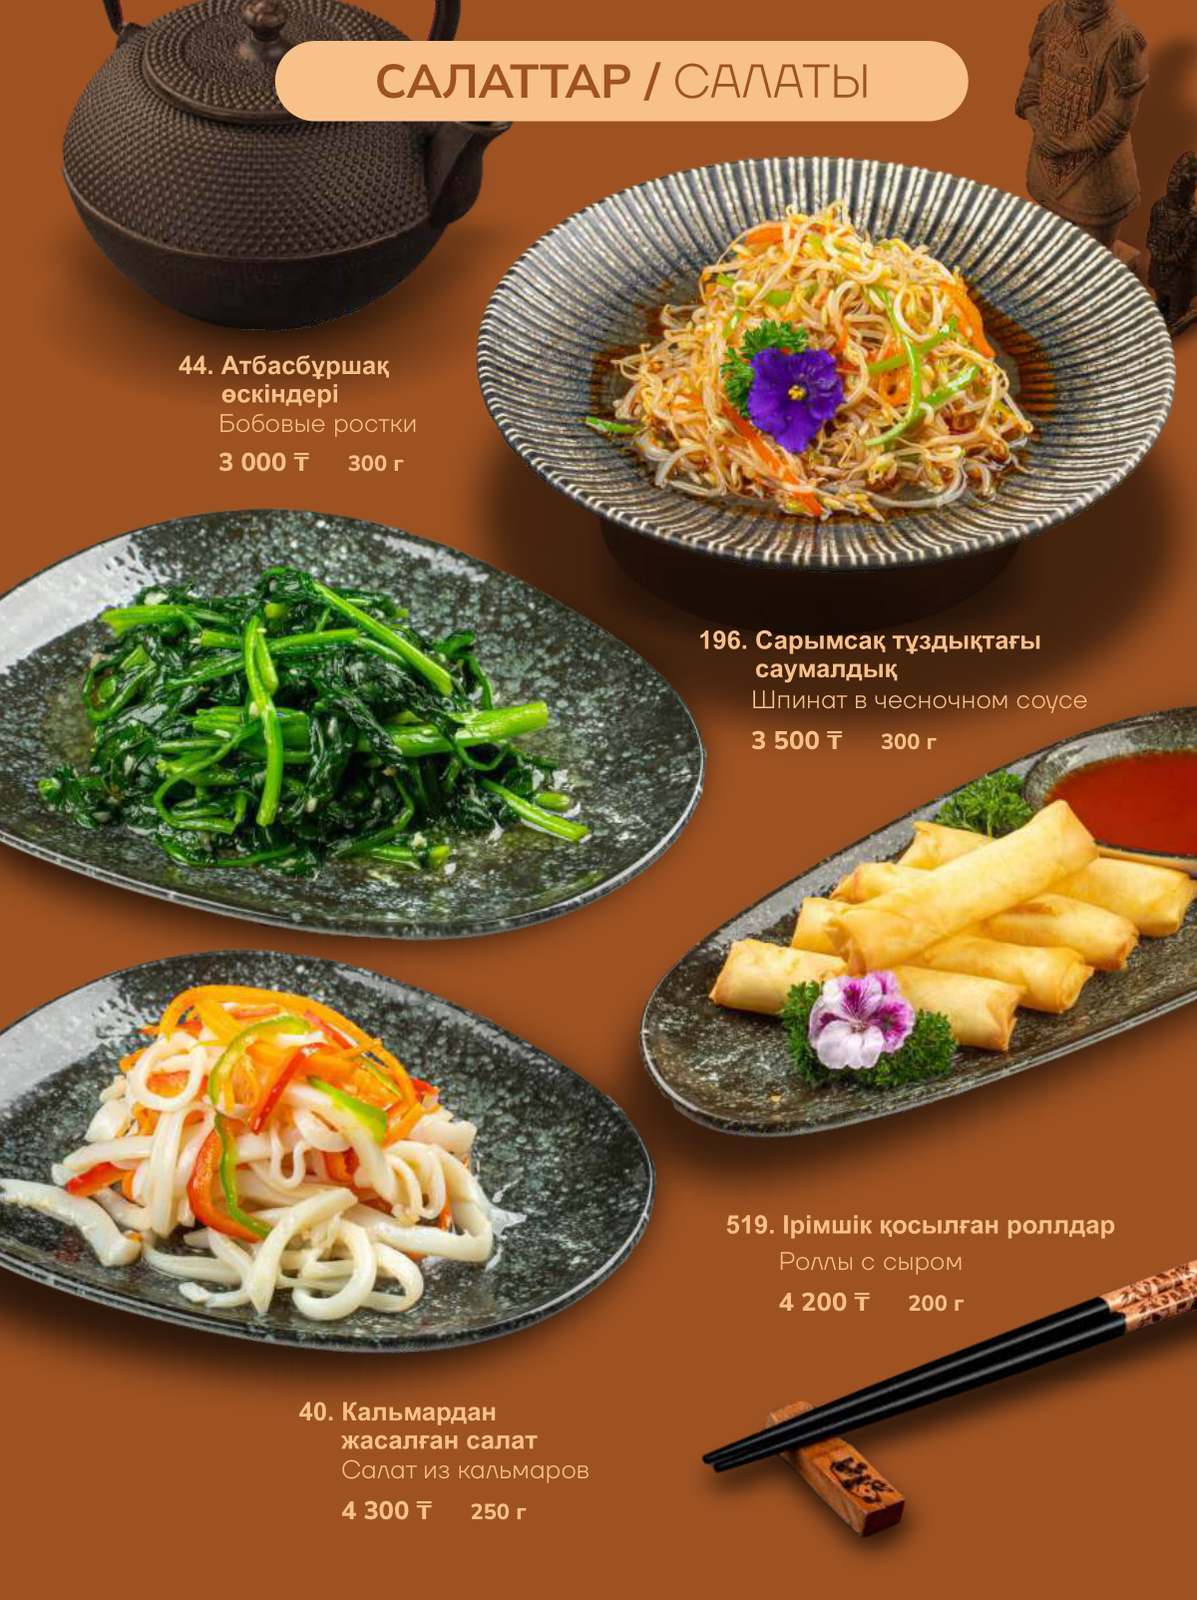 САЛАТТАР / САЛАТЫ
44. Атбасбұршақ
өскіндері
Бобовые ростки
3 000 ₸ 300 г
196. Сарымсақ тұздықтағы
саумалдық
Шпинат в чесночном соусе
3 500 ₸ 300 г
519. Ірімшік қосылған роллдар
Роллы с сыром
4 200 ₸ 200 г
40. Кальмардан
жасалған салат
Салат из кальмаров
4 300 ₸ 250 г